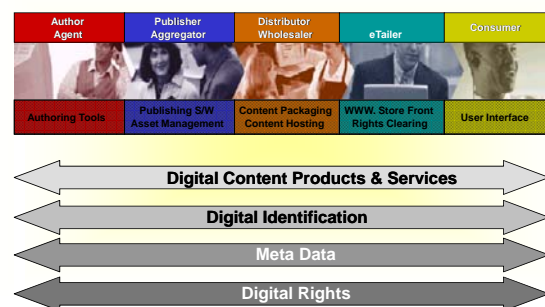 Author
Agent
Publisher
Aggregator
Distributor
Wholesaler
eTailer
Consumer
Authoring Tools
Publishing S/W
Asset Management
Content Packaging
Content Hosting
WWW. Store Front
Rights Clearing
User Interface
Digital Content Products & Services
Digital Identification
Meta Data
Digital Rights